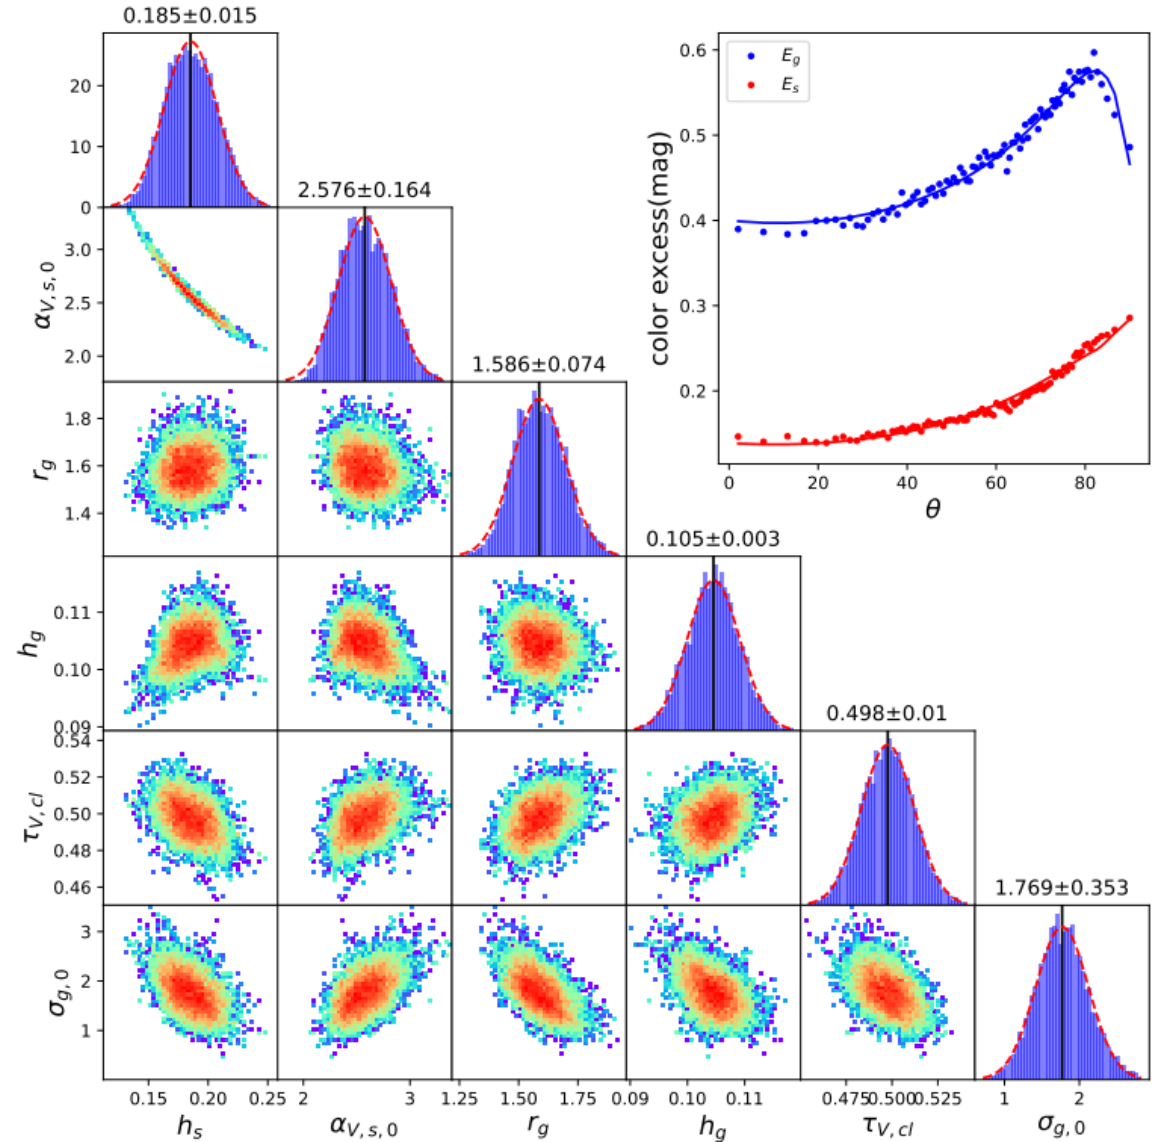 0.185±0.015
20
10
0
2.576±0.164
α_{V,s,0}
3.0
2.5
2.0
1.586±0.074
r_g
1.8
1.6
1.4
0.105±0.003
h_g
0.11
0.10
0.09
0.498±0.01
τ_{V,cl}
0.54
0.52
0.50
0.48
0.46
1.769±0.353
σ_{g,0}
3
2
1
0.15 0.20 0.25 2 3 1.25 1.50 1.75 0.09 0.10 0.11 0.475 0.500 0.525 1 2
h_s α_{V,s,0} r_g h_g τ_{V,cl} σ_{g,0}
E_g
E_s
color excess(mag)
0.6
0.5
0.4
0.3
0.2
0 20 40 60 80
θ